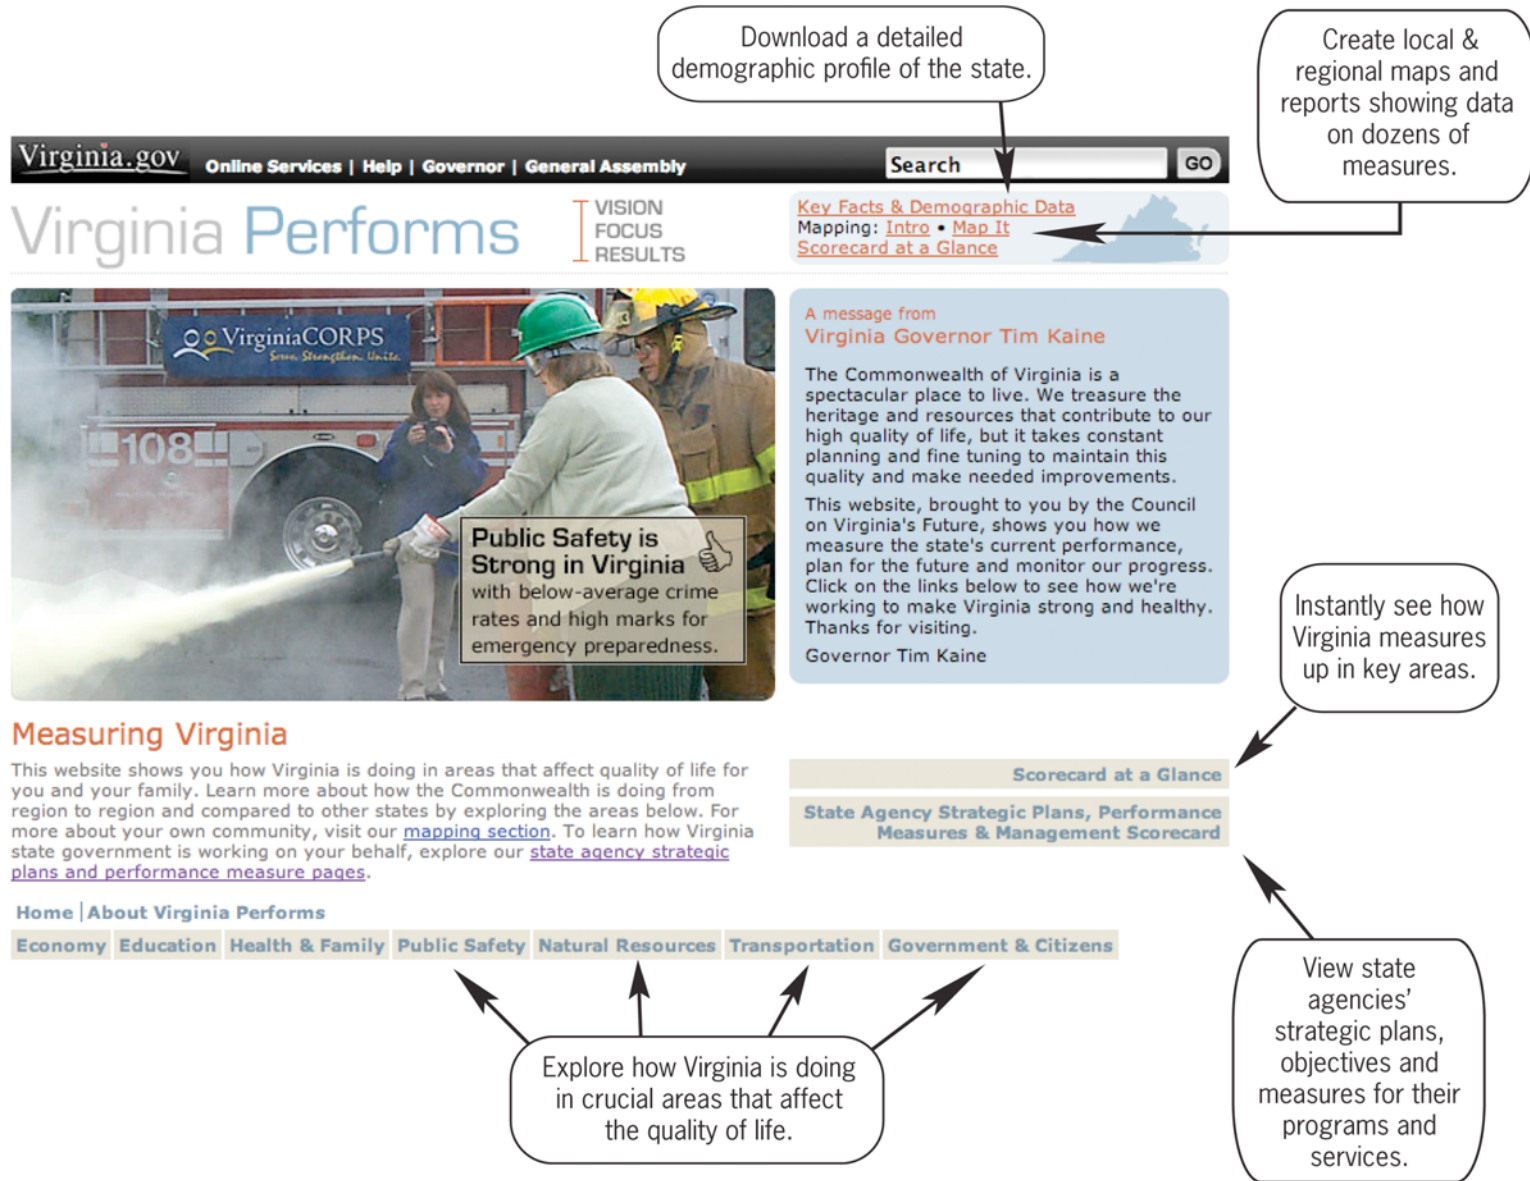 Download a detailed
demographic profile of the state.
Create local &
regional maps and
reports showing data
on dozens of
measures.
Virginia.gov
Online Services | Help | Governor | General Assembly
Search
GO
Virginia Performs
VISION
FOCUS
RESULTS
Key Facts & Demographic Data
Mapping: Intro • Map It
Scorecard at a Glance
VirginiaCORPS
Serve. Strengthen. Unite.
108
13
Public Safety is
Strong in Virginia
with below-average crime
rates and high marks for
emergency preparedness.
A message from
Virginia Governor Tim Kaine
The Commonwealth of Virginia is a
spectacular place to live. We treasure the
heritage and resources that contribute to our
high quality of life, but it takes constant
planning and fine tuning to maintain this
quality and make needed improvements.
This website, brought to you by the Council
on Virginia's Future, shows you how we
measure the state's current performance,
plan for the future and monitor our progress.
Click on the links below to see how we're
working to make Virginia strong and healthy.
Thanks for visiting.
Governor Tim Kaine
Instantly see how
Virginia measures
up in key areas.
Measuring Virginia
This website shows you how Virginia is doing in areas that affect quality of life for
you and your family. Learn more about how the Commonwealth is doing from
region to region and compared to other states by exploring the areas below. For
more about your own community, visit our mapping section. To learn how Virginia
state government is working on your behalf, explore our state agency strategic
plans and performance measure pages.
Scorecard at a Glance
State Agency Strategic Plans, Performance
Measures & Management Scorecard
Home | About Virginia Performs
Economy Education Health & Family Public Safety Natural Resources Transportation Government & Citizens
Explore how Virginia is doing
in crucial areas that affect
the quality of life.
View state
agencies’
strategic plans,
objectives and
measures for their
programs and
services.